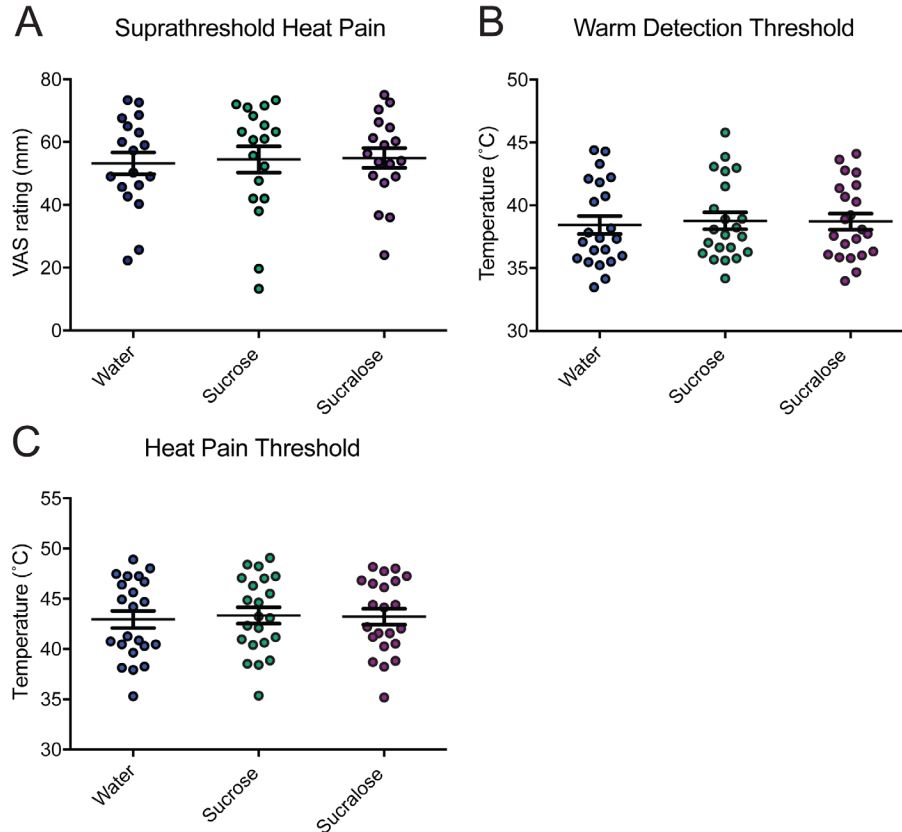 A
Suprathreshold Heat Pain
80
60
40
20
0
VAS rating (mm)
Water
Sucrose
Sucralose
B
Warm Detection Threshold
50
45
40
35
30
Temperature (˚C)
Water
Sucrose
Sucralose
C
Heat Pain Threshold
55
50
45
40
35
30
Temperature (˚C)
Water
Sucrose
Sucralose